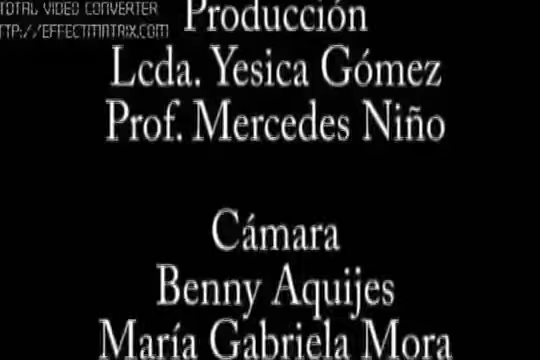 TOTAL VIDEO CONVERTER
TTP://EFFECTMATRIX.COM
Producción
Lcda. Yesica Gómez
Prof. Mercedes Niño
Cámara
Benny Aquijes
María Gabriela Mora